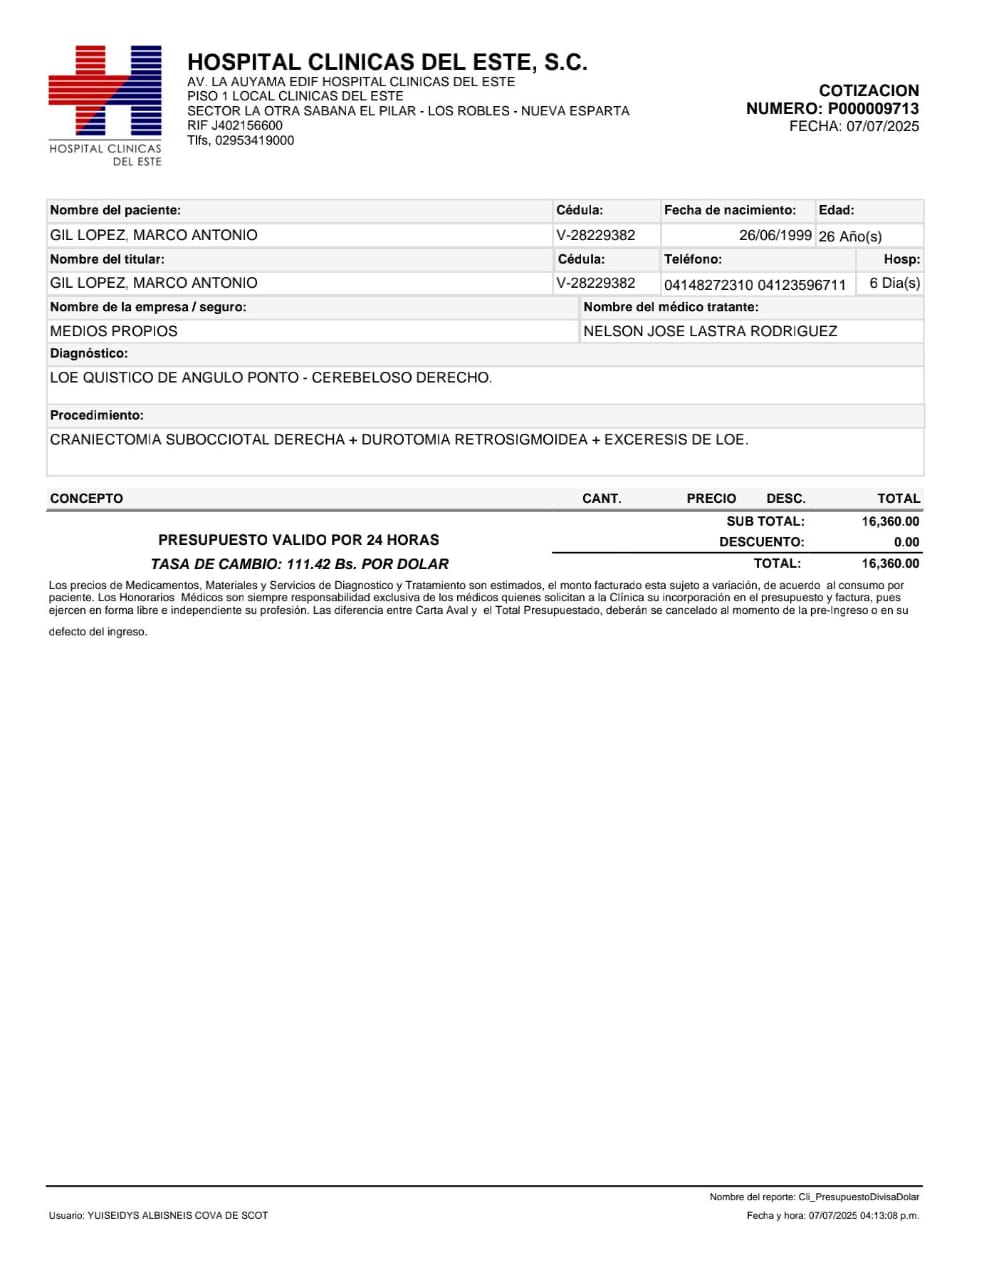 HOSPITAL CLINICAS DEL ESTE, S.C.
AV. LA AUYAMA EDIF HOSPITAL CLINICAS DEL ESTE
PISO 1 LOCAL CLINICAS DEL ESTE
SECTOR LA OTRA SABANA EL PILAR - LOS ROBLES - NUEVA ESPARTA
RIF J402156600
Tlfs, 02953419000
HOSPITAL CLINICAS
DEL ESTE
COTIZACION
NUMERO: P000009713
FECHA: 07/07/2025
Nombre del paciente: Cédula: Fecha de nacimiento: Edad:
GIL LOPEZ, MARCO ANTONIO V-28229382 26/06/1999 26 Año(s)
Nombre del titular: Cédula: Teléfono: Hosp:
GIL LOPEZ, MARCO ANTONIO V-28229382 04148272310 04123596711 6 Dia(s)
Nombre de la empresa / seguro: Nombre del médico tratante:
MEDIOS PROPIOS NELSON JOSE LASTRA RODRIGUEZ
Diagnóstico:
LOE QUISTICO DE ANGULO PONTO - CEREBELOSO DERECHO.
Procedimiento:
CRANIECTOMIA SUBOCCIOTAL DERECHA + DUROTOMIA RETROSIGMOIDEA + EXCERESIS DE LOE.
CONCEPTO CANT. PRECIO DESC. TOTAL
SUB TOTAL: 16,360.00
PRESUPUESTO VALIDO POR 24 HORAS DESCUENTO: 0.00
TASA DE CAMBIO: 111.42 Bs. POR DOLAR TOTAL: 16,360.00
Los precios de Medicamentos, Materiales y Servicios de Diagnostico y Tratamiento son estimados, el monto facturado esta sujeto a variación, de acuerdo al consumo por
paciente. Los Honorarios Médicos son siempre responsabilidad exclusiva de los médicos quienes solicitan a la Clínica su incorporación en el presupuesto y factura, pues
ejercen en forma libre e independiente su profesión. Las diferencia entre Carta Aval y el Total Presupuestado, deberán se cancelado al momento de la pre-Ingreso o en su
defecto del ingreso.
Nombre del reporte: Cli_PresupuestoDivisaDolar
Usuario: YUISEIDYS ALBISNEIS COVA DE SCOT Fecha y hora: 07/07/2025 04:13:08 p.m.